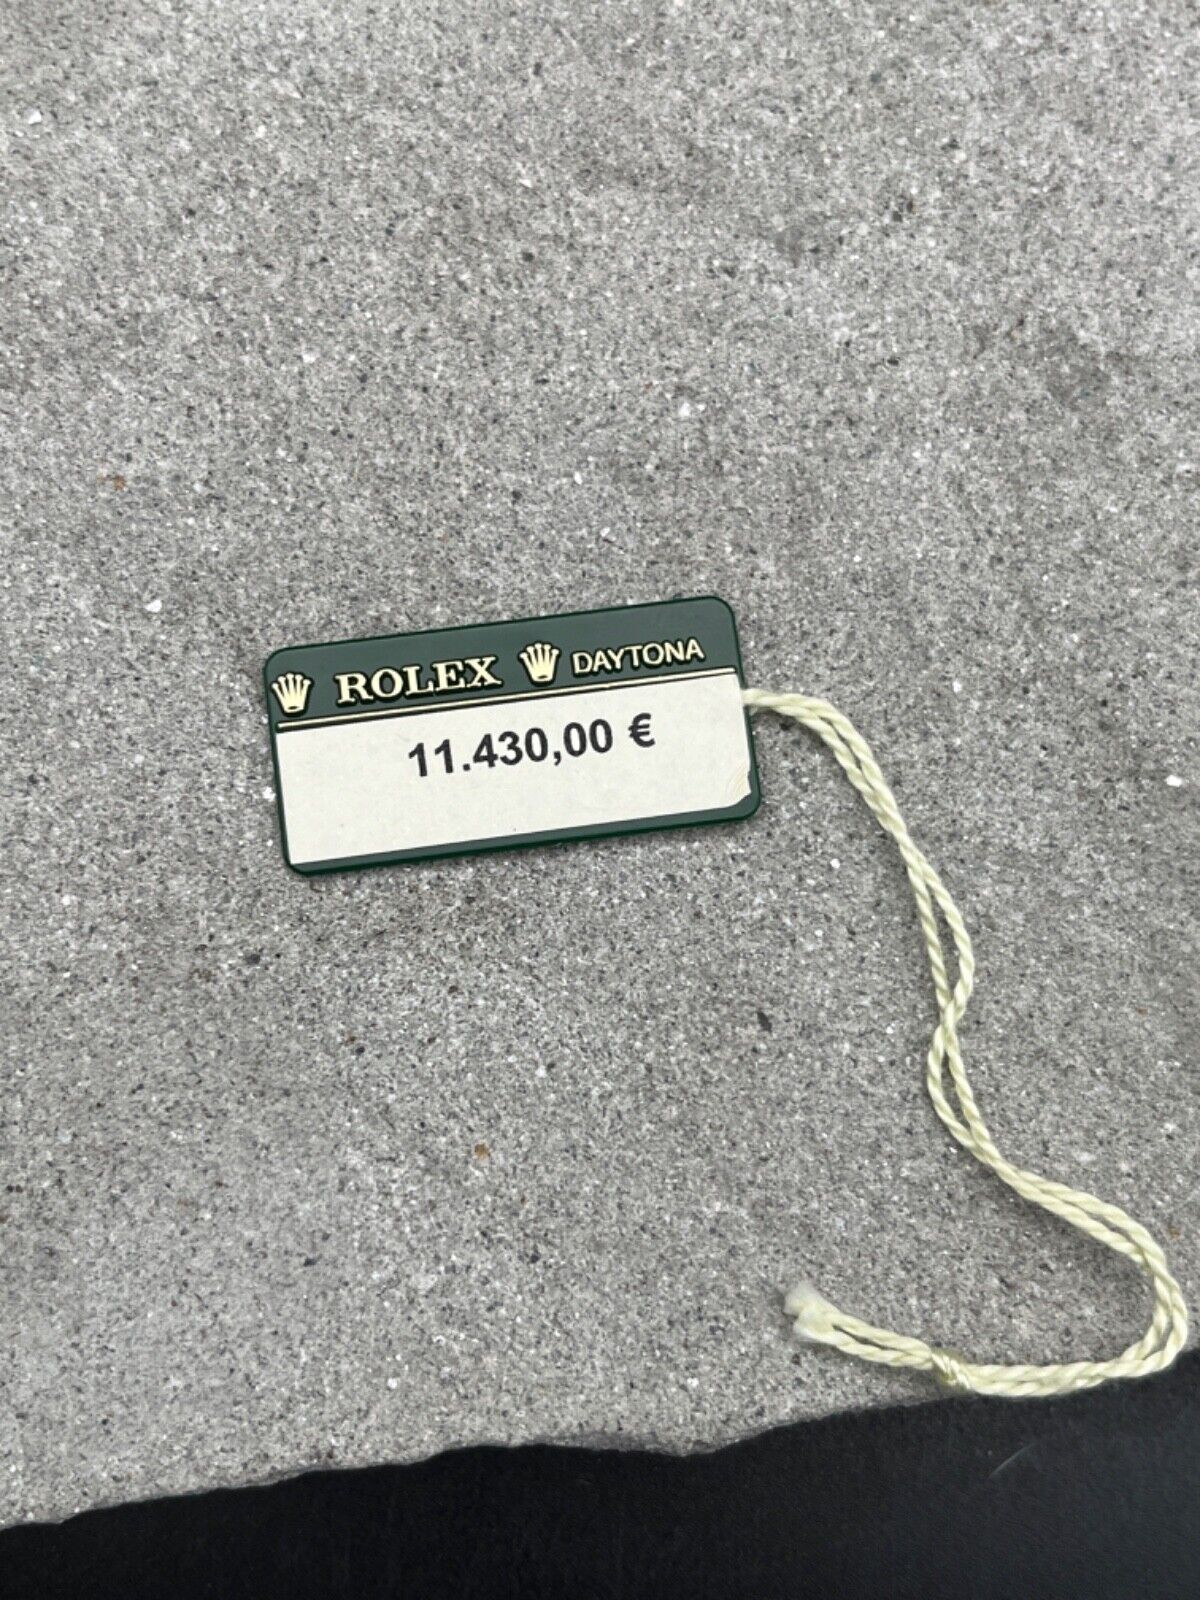 ROLEX DAYTONA
11.430,00 €